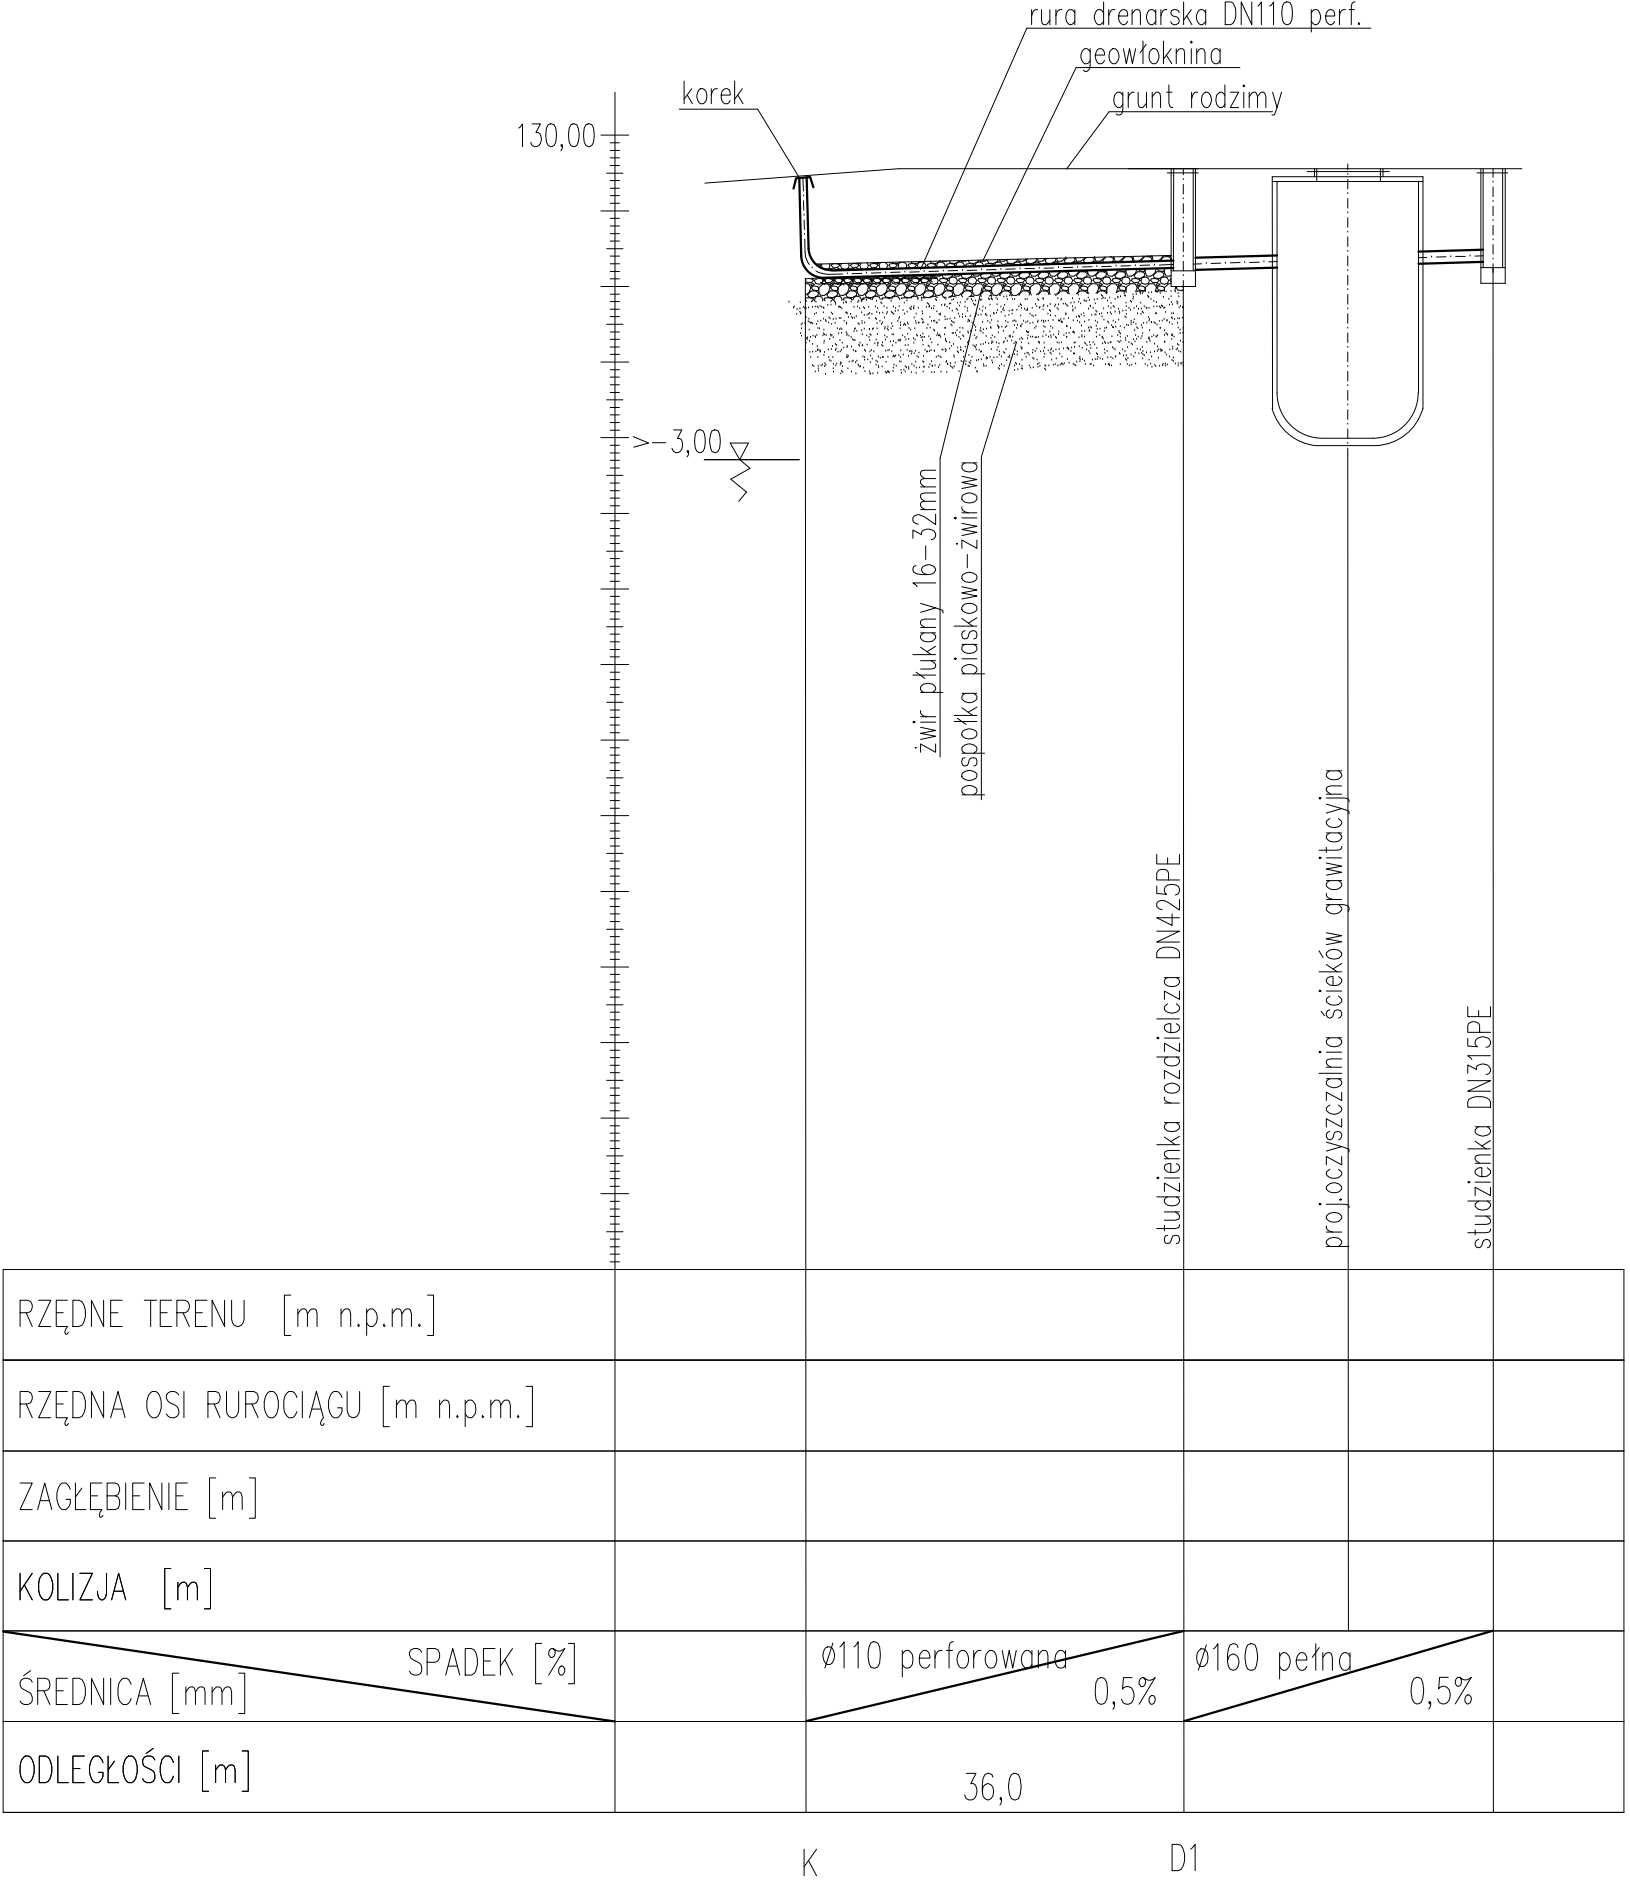 rura drenarska DN110 perf.
geowłoknina
korek
grunt rodzimy
130,00
>-3,00
żwir płukany 16-32mm
pospołka piaskowo-żwirowa
studzienka rozdzielcza DN425PE
proj.oczyszczalnia ścieków grawitacyjna
studzienka DN315PE
RZĘDNE TERENU [m n.p.m.]
RZĘDNA OSI RUROCIĄGU [m n.p.m.]
ZAGŁĘBIENIE [m]
KOLIZJA [m]
SPADEK [%]
ŚREDNICA [mm]
Ø110 perforowana
0,5%
Ø160 pełna
0,5%
ODLEGŁOŚCI [m]
36,0
K
D1